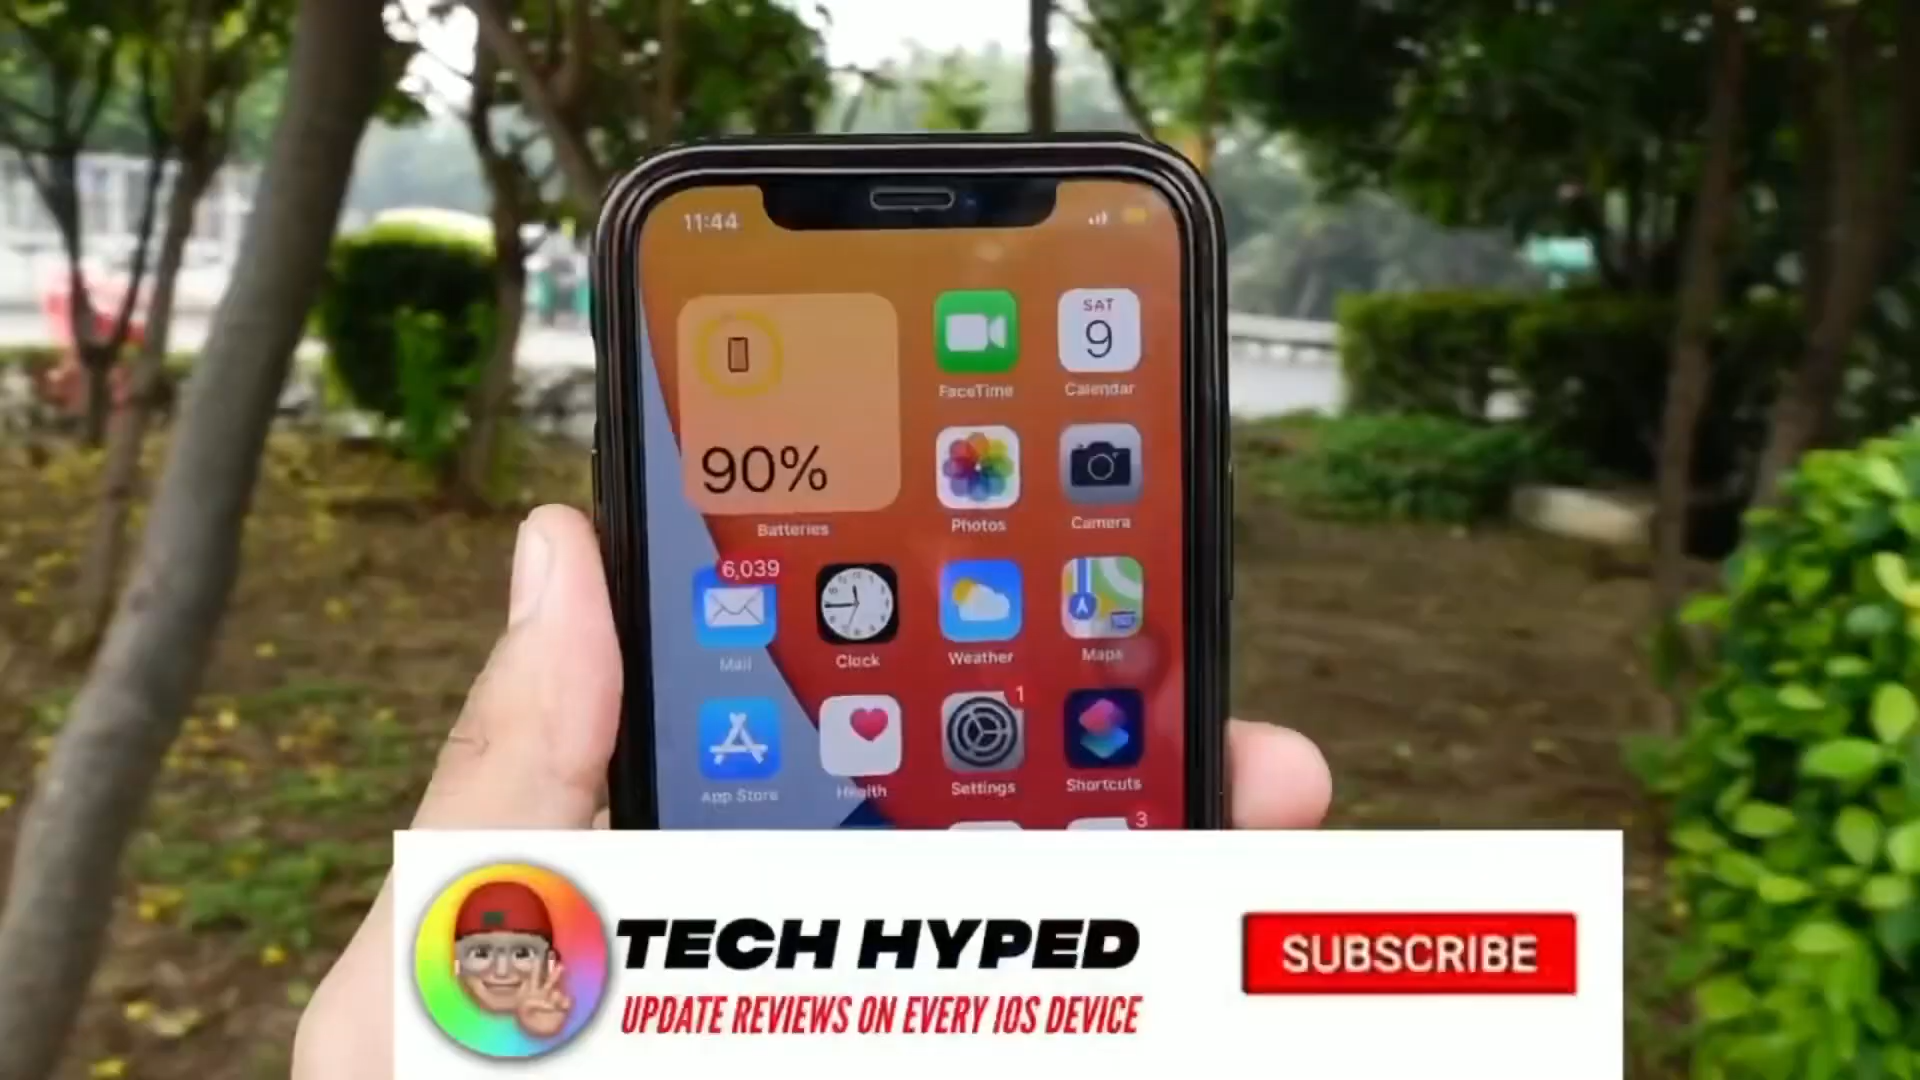 11:44
SAT
9
FaceTime
Calendar
90%
Batteries
Photos
Camera
6,039
Mail
Clock
Weather
Maps
1
App Store
Health
Settings
Shortcuts
3
TECH HYPED
SUBSCRIBE
UPDATE REVIEWS ON EVERY IOS DEVICE